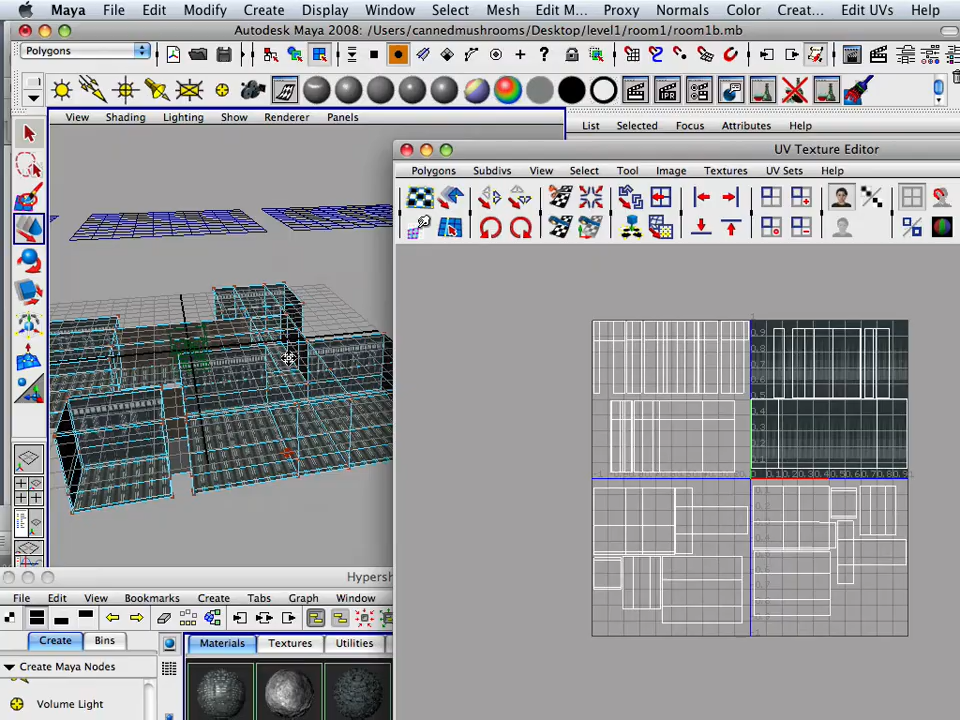 Maya File Edit Modify Create Display Window Select Mesh Edit M... Proxy Normals Color Creat... Edit UVs Help
Autodesk Maya 2008: /Users/cannedmushrooms/Desktop/level1/room1/room1b.mb
Polygons
View Shading Lighting Show Renderer Panels
List Selected Focus Attributes Help
UV Texture Editor
Polygons Subdivs View Select Tool Image Textures UV Sets Help
Hypersh
File Edit View Bookmarks Create Tabs Graph Window
Create Bins
Materials Textures Utilities
Create Maya Nodes
Volume Light